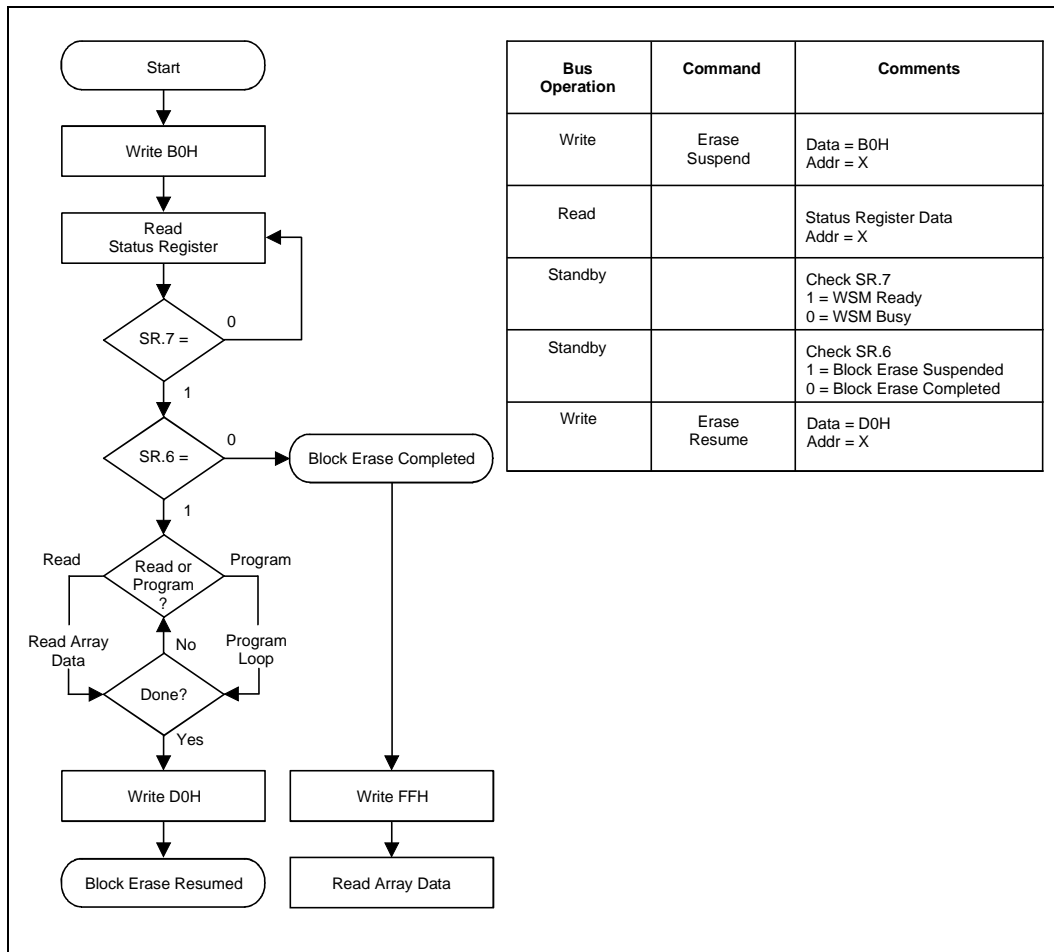 Start
Write B0H
Read
Status Register
SR.7 =
0
1
SR.6 =
0
Block Erase Completed
1
Read
Read or
Program
?
Program
Read Array
Data
No
Program
Loop
Done?
Yes
Write D0H
Write FFH
Block Erase Resumed
Read Array Data
Bus
Operation
Command
Comments
Write
Erase
Suspend
Data = B0H
Addr = X
Read
Status Register Data
Addr = X
Standby
Check SR.7
1 = WSM Ready
0 = WSM Busy
Standby
Check SR.6
1 = Block Erase Suspended
0 = Block Erase Completed
Write
Erase
Resume
Data = D0H
Addr = X